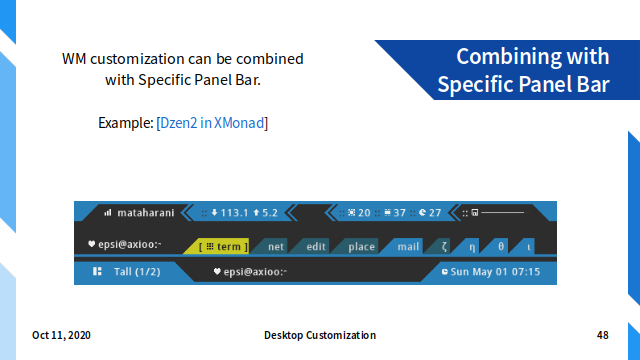 Combining with
Specific Panel Bar
WM customization can be combined
with Specific Panel Bar.
Example: [Dzen2 in XMonad]
mataharani :: 113.1 5.2 :: 20 :: 37 :: 27 ::
epsi@axioo:~ [ term ] net edit place mail ζ η θ ι
Tall (1/2) epsi@axioo:~ Sun May 01 07:15
Oct 11, 2020 Desktop Customization 48